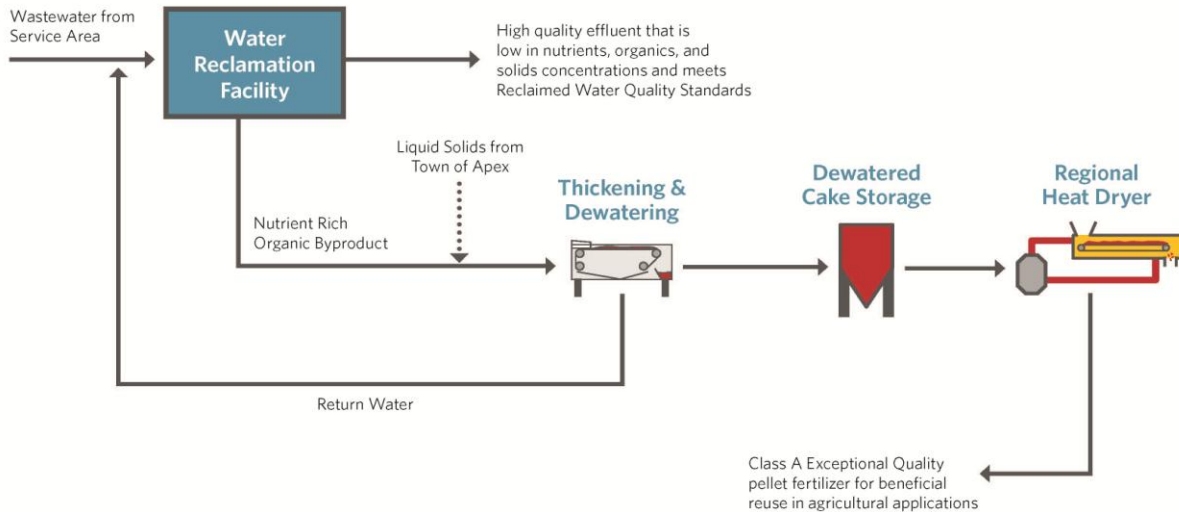 Wastewater from
Service Area
Water
Reclamation
Facility
High quality effluent that is
low in nutrients, organics, and
solids concentrations and meets
Reclaimed Water Quality Standards
Liquid Solids from
Town of Apex
Nutrient Rich
Organic Byproduct
Thickening &
Dewatering
Dewatered
Cake Storage
Regional
Heat Dryer
Return Water
Class A Exceptional Quality
pellet fertilizer for beneficial
reuse in agricultural applications